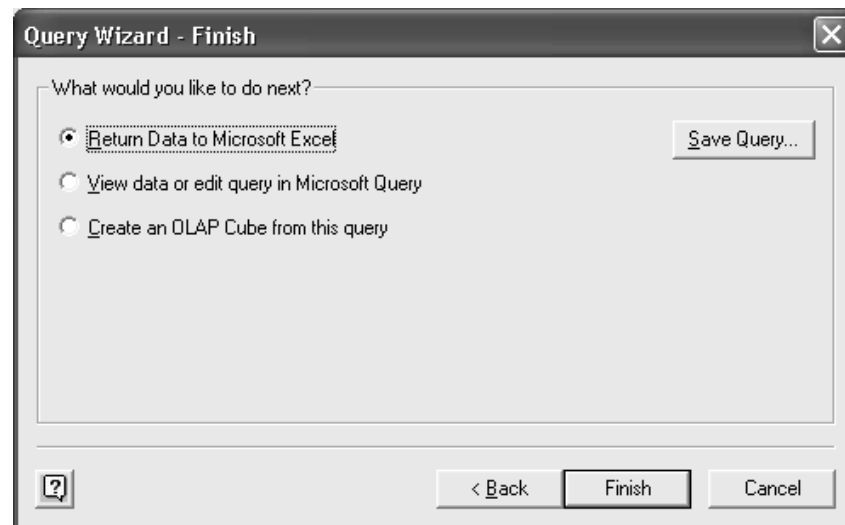 Query Wizard - Finish
What would you like to do next?
Return Data to Microsoft Excel
Save Query...
View data or edit query in Microsoft Query
Create an OLAP Cube from this query
?
< Back
Finish
Cancel